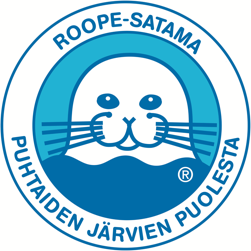 ROOPE-SATAMA
PUHTAIDEN JÄRVIEN PUOLESTA
®